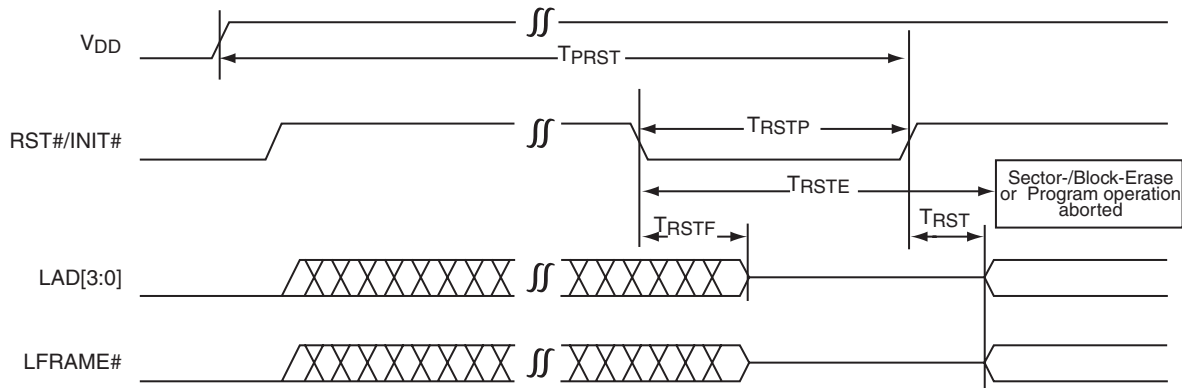 VDD
TPRST
RST#/INIT#
TRSTP
TRSTE
Sector-/Block-Erase
or Program operation
aborted
TRSTF
TRST
LAD[3:0]
LFRAME#